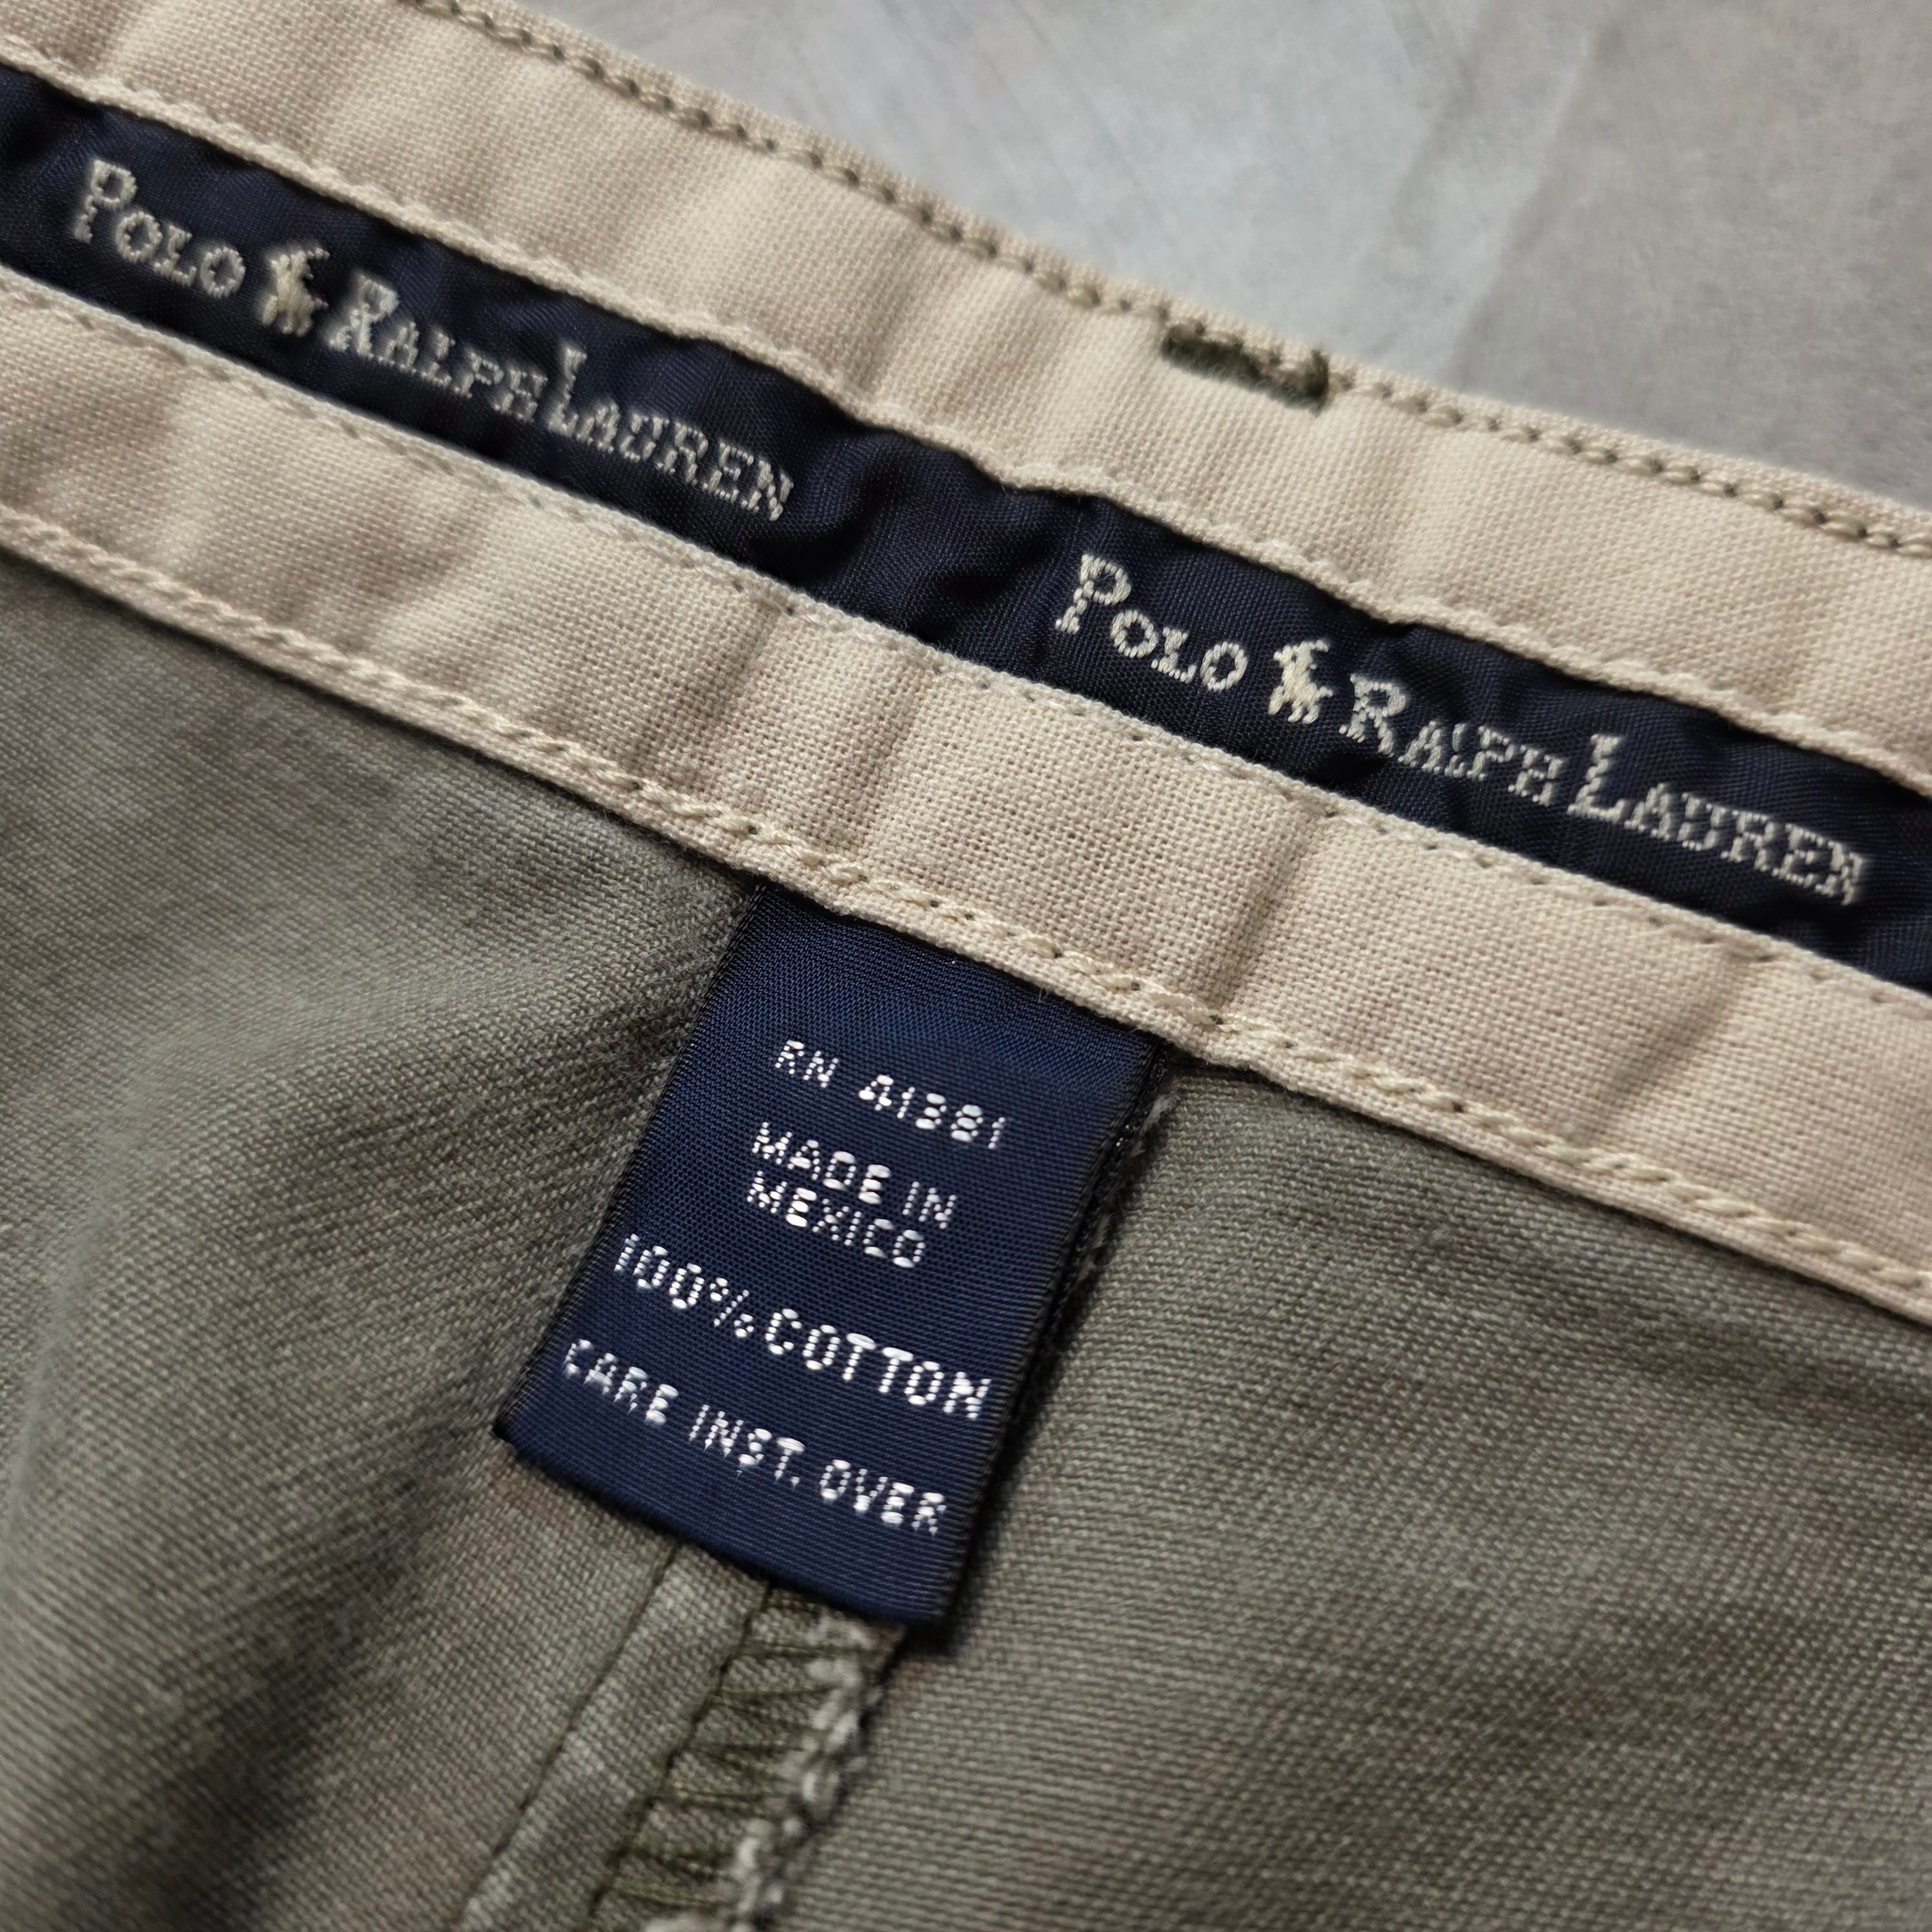 POLO RALPH LAUREN
POLO RALPH LAUREN
RN 41381
MADE IN
MEXICO
100% COTTON
CARE INST. OVER